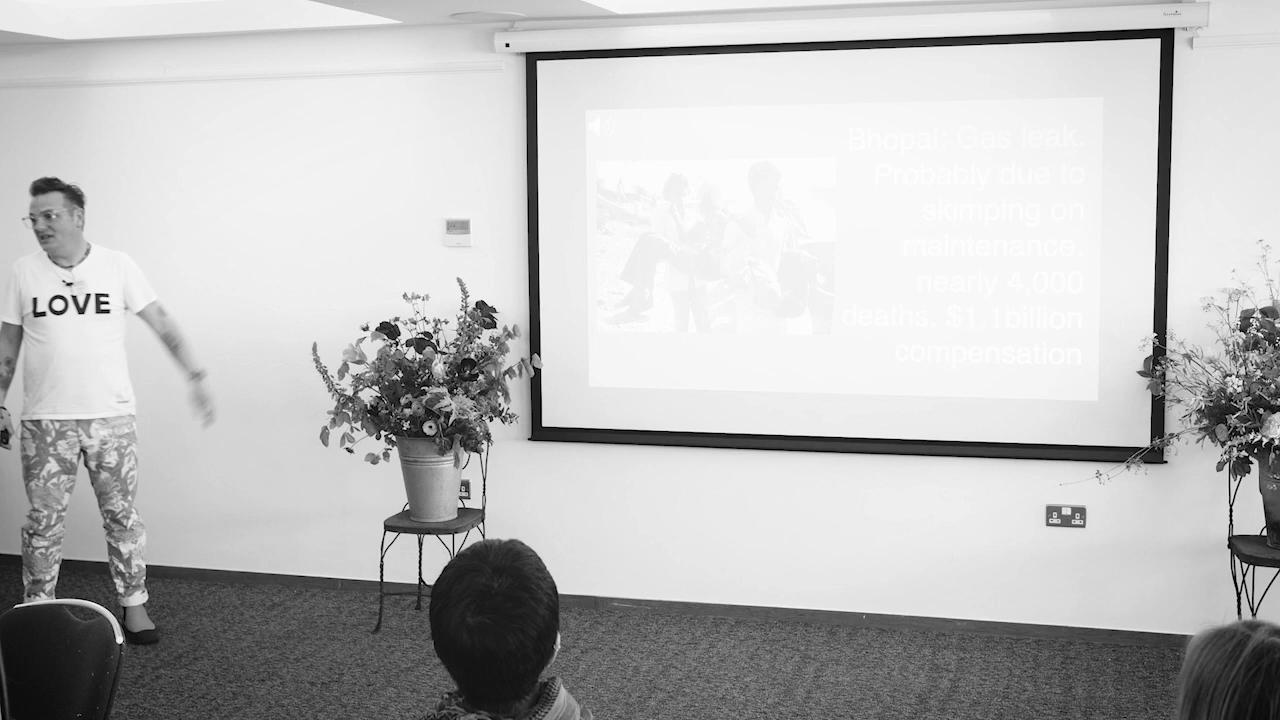 LOVE
Bhopal: Gas leak.
Probably due to
skimping on
maintenance.
nearly 4,000
deaths. $1.1billion
compensation